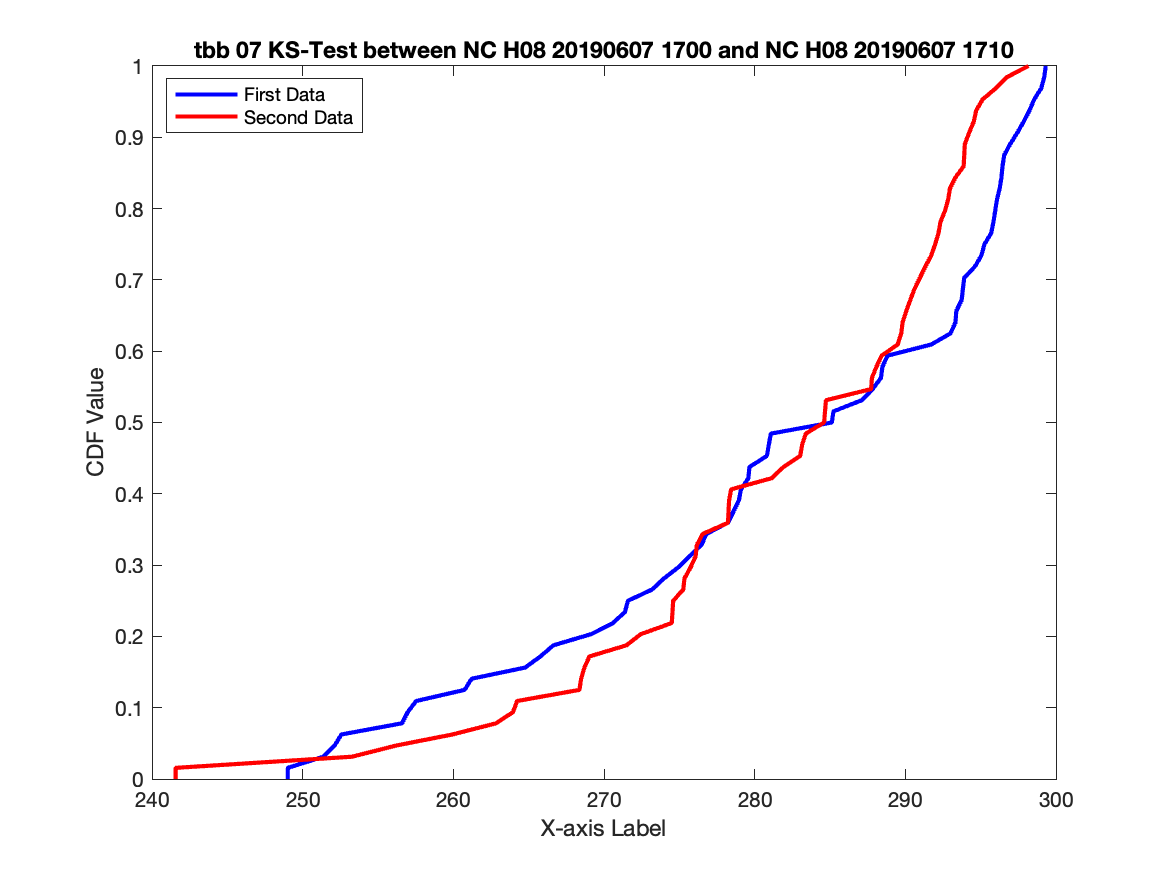 tbb 07 KS-Test between NC H08 20190607 1700 and NC H08 20190607 1710
First Data
Second Data
1
0.9
0.8
0.7
0.6
0.5
0.4
0.3
0.2
0.1
0
CDF Value
240 250 260 270 280 290 300
X-axis Label